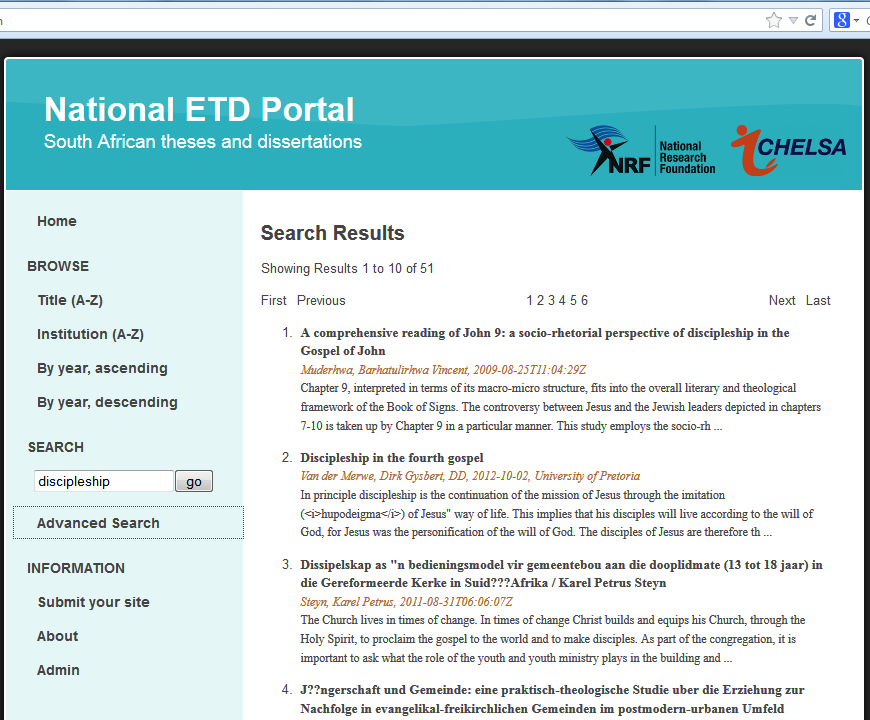 National ETD Portal
South African theses and dissertations
NRF
National
Research
Foundation
CHELSA
Home
BROWSE
Title (A-Z)
Institution (A-Z)
By year, ascending
By year, descending
SEARCH
discipleship go
Advanced Search
INFORMATION
Submit your site
About
Admin
Search Results
Showing Results 1 to 10 of 51
First Previous 1 2 3 4 5 6 Next Last
1. A comprehensive reading of John 9: a socio-rhetorial perspective of discipleship in the
Gospel of John
Muderhwa, Barhatulirhwa Vincent, 2009-08-25T11:04:29Z
Chapter 9, interpreted in terms of its macro-micro structure, fits into the overall literary and theological
framework of the Book of Signs. The controversy between Jesus and the Jewish leaders depicted in chapters
7-10 is taken up by Chapter 9 in a particular manner. This study employs the socio-rh ...
2. Discipleship in the fourth gospel
Van der Merwe, Dirk Gysbert, DD, 2012-10-02, University of Pretoria
In principle discipleship is the continuation of the mission of Jesus through the imitation
(<i>hupodeigma</i>) of Jesus" way of life. This implies that his disciples will live according to the will of
God, for Jesus was the personification of the will of God. The disciples of Jesus are therefore th ...
3. Dissipelskap as "n bedieningsmodel vir gemeentebou aan die dooplidmate (13 tot 18 jaar) in
die Gereformeerde Kerke in Suid???Afrika / Karel Petrus Steyn
Steyn, Karel Petrus, 2011-08-31T06:06:07Z
The Church lives in times of change. In times of change Christ builds and equips his Church, through the
Holy Spirit, to proclaim the gospel to the world and to make disciples. As part of the congregation, it is
important to ask what the role of the youth and youth ministry plays in the building and ...
4. J??ngerschaft und Gemeinde: eine praktisch-theologische Studie uber die Erziehung zur
Nachfolge in evangelikal-freikirchlichen Gemeinden im postmodern-urbanen Umfeld